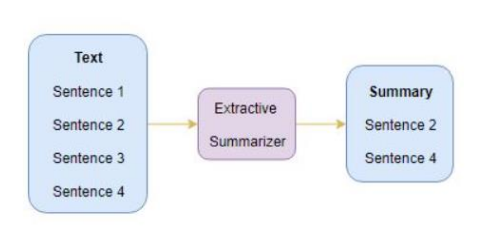 Text
Sentence 1
Sentence 2
Sentence 3
Sentence 4
Extractive
Summarizer
Summary
Sentence 2
Sentence 4